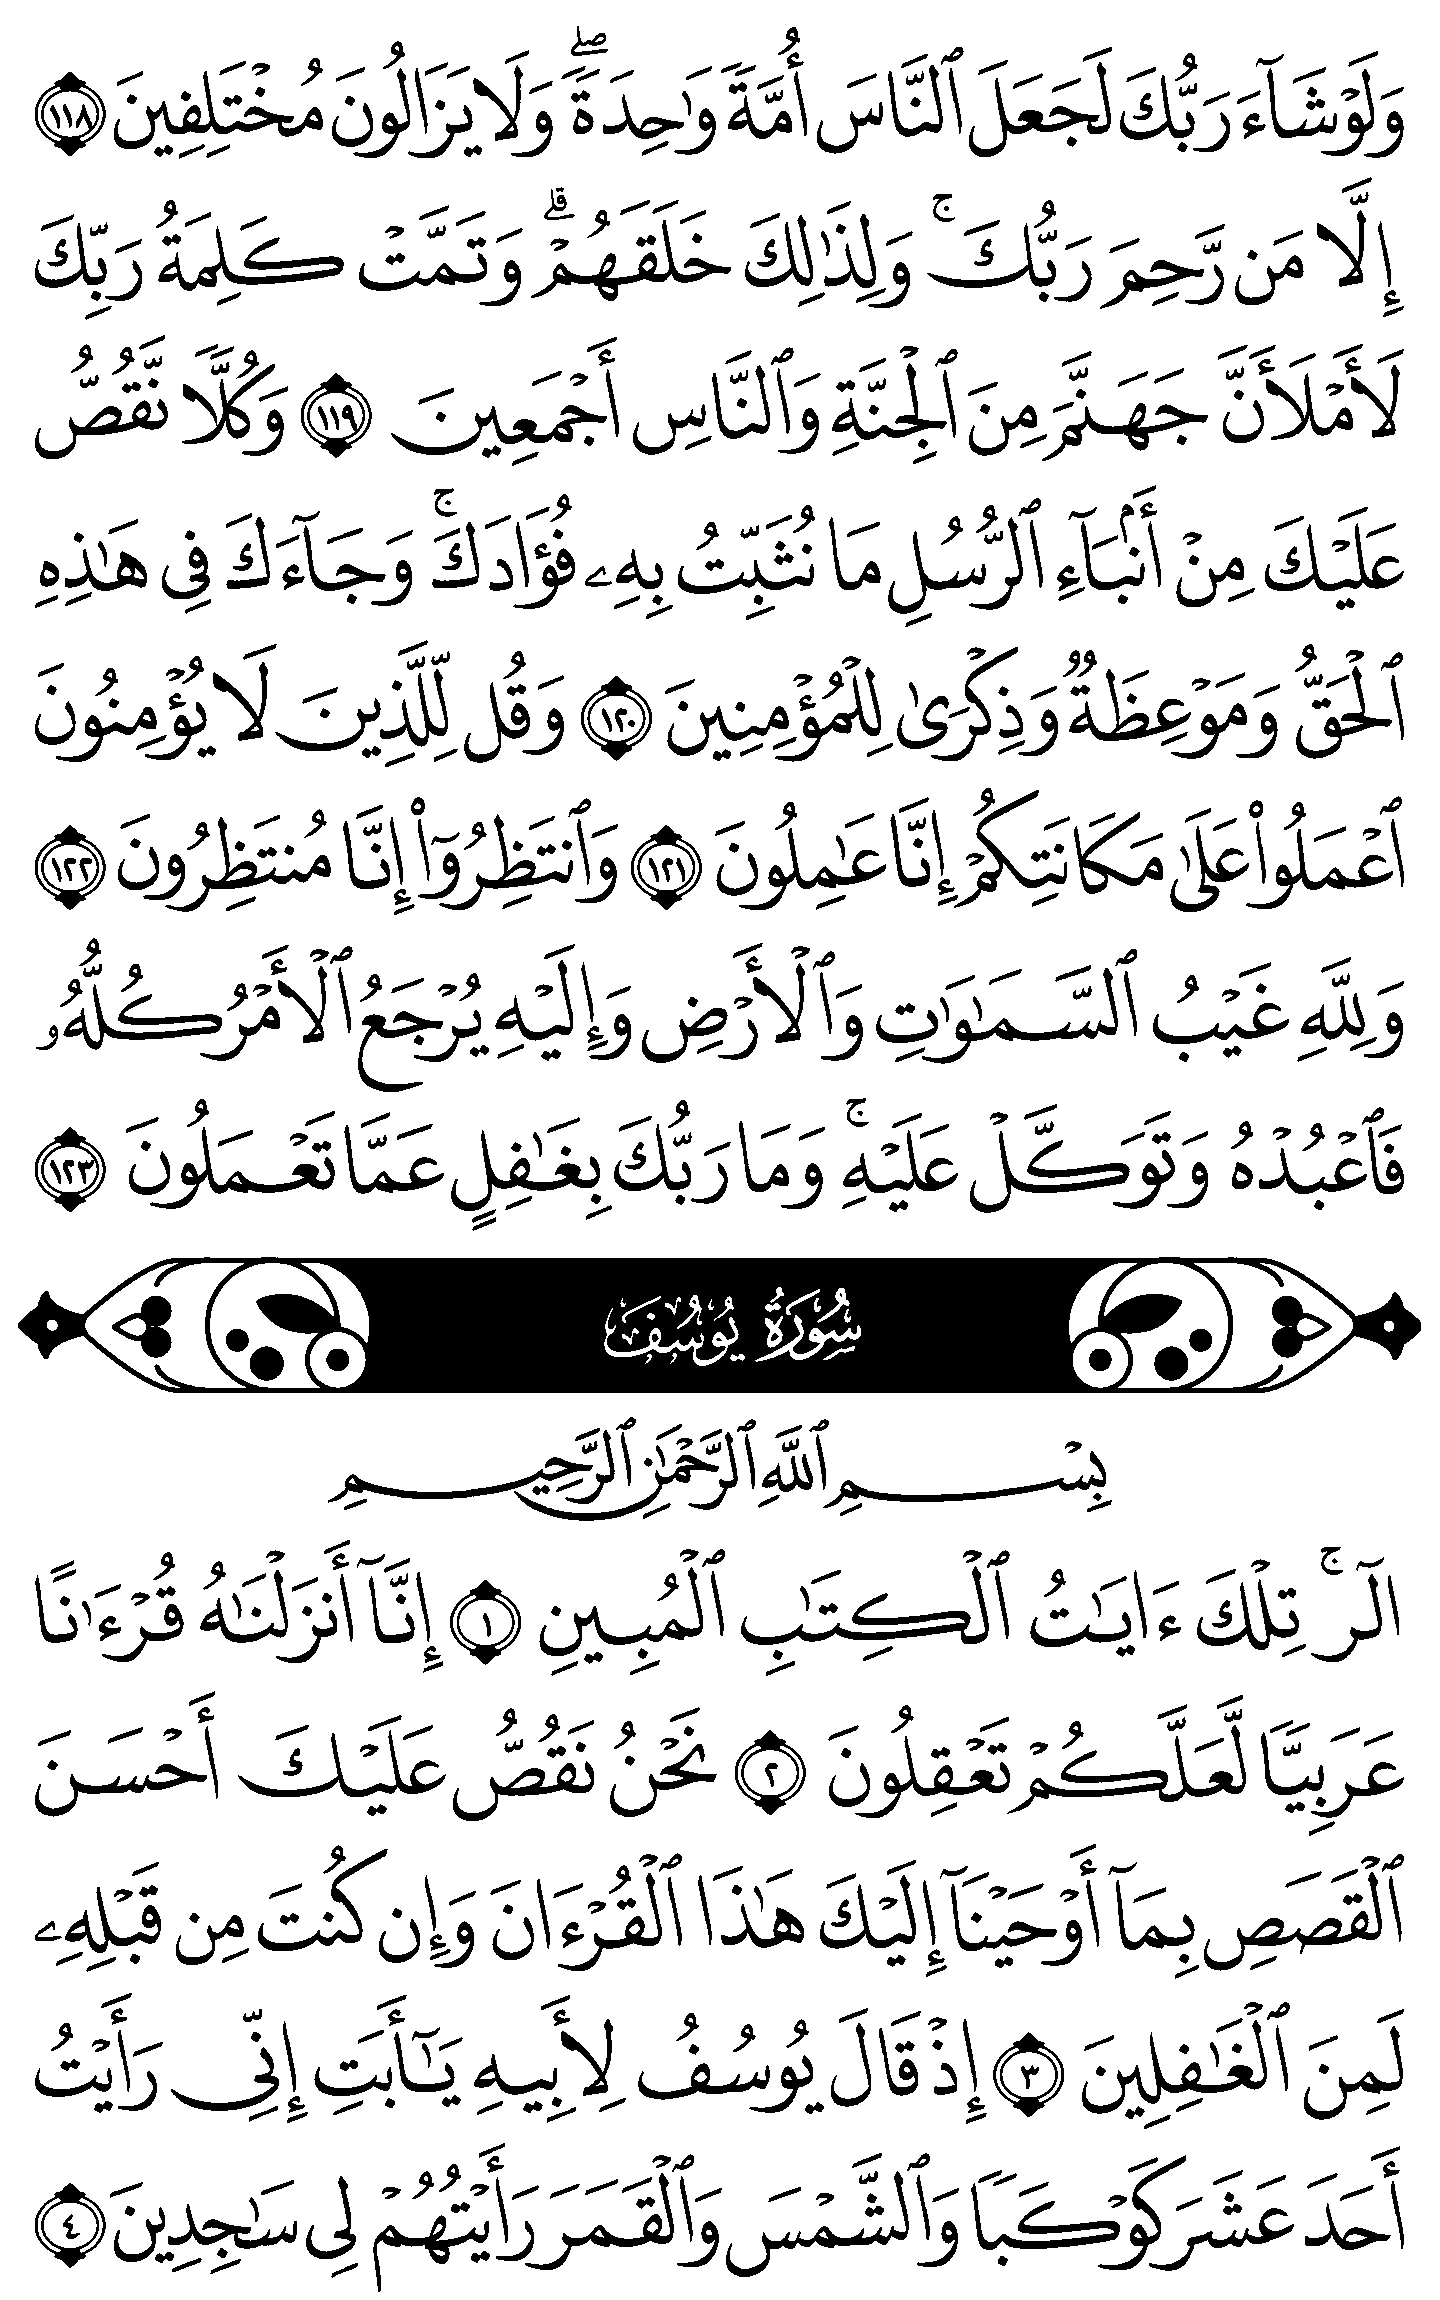 وَلَوْ شَآءَ رَبُّكَ لَجَعَلَ ٱلنَّاسَ أُمَّةً وَٰحِدَةً ۖ وَلَا يَزَالُونَ مُخْتَلِفِينَ ١١٨
إِلَّا مَن رَّحِمَ رَبُّكَ ۚ وَلِذَٰلِكَ خَلَقَهُمْ ۗ وَتَمَّتْ كَلِمَةُ رَبِّكَ
لَأَمْلَأَنَّ جَهَنَّمَ مِنَ ٱلْجِنَّةِ وَٱلنَّاسِ أَجْمَعِينَ ١١٩ وَكُلًّا نَّقُصُّ
عَلَيْكَ مِنْ أَنۢبَآءِ ٱلرُّسُلِ مَا نُثَبِّتُ بِهِۦ فُؤَادَكَ ۚ وَجَآءَكَ فِى هَٰذِهِ
ٱلْحَقُّ وَمَوْعِظَةٌ وَذِكْرَىٰ لِلْمُؤْمِنِينَ ١٢٠ وَقُل لِّلَّذِينَ لَا يُؤْمِنُونَ
ٱعْمَلُوا۟ عَلَىٰ مَكَانَتِكُمْ إِنَّا عَٰمِلُونَ ١٢١ وَٱنتَظِرُوٓا۟ إِنَّا مُنتَظِرُونَ ١٢٢
وَلِلَّهِ غَيْبُ ٱلسَّمَٰوَٰتِ وَٱلْأَرْضِ وَإِلَيْهِ يُرْجَعُ ٱلْأَمْرُ كُلُّهُۥ
فَٱعْبُدْهُ وَتَوَكَّلْ عَلَيْهِ ۚ وَمَا رَبُّكَ بِغَٰفِلٍ عَمَّا تَعْمَلُونَ ١٢٣
سُورَةُ يُوسُفَ
بِسْمِ ٱللَّهِ ٱلرَّحْمَٰنِ ٱلرَّحِيمِ
الٓر ۚ تِلْكَ ءَايَٰتُ ٱلْكِتَٰبِ ٱلْمُبِينِ ١ إِنَّآ أَنزَلْنَٰهُ قُرْءَٰنًا
عَرَبِيًّا لَّعَلَّكُمْ تَعْقِلُونَ ٢ نَحْنُ نَقُصُّ عَلَيْكَ أَحْسَنَ
ٱلْقَصَصِ بِمَآ أَوْحَيْنَآ إِلَيْكَ هَٰذَا ٱلْقُرْءَانَ وَإِن كُنتَ مِن قَبْلِهِۦ
لَمِنَ ٱلْغَٰفِلِينَ ٣ إِذْ قَالَ يُوسُفُ لِأَبِيهِ يَٰٓأَبَتِ إِنِّى رَأَيْتُ
أَحَدَ عَشَرَ كَوْكَبًا وَٱلشَّمْسَ وَٱلْقَمَرَ رَأَيْتُهُمْ لِى سَٰجِدِينَ ٤